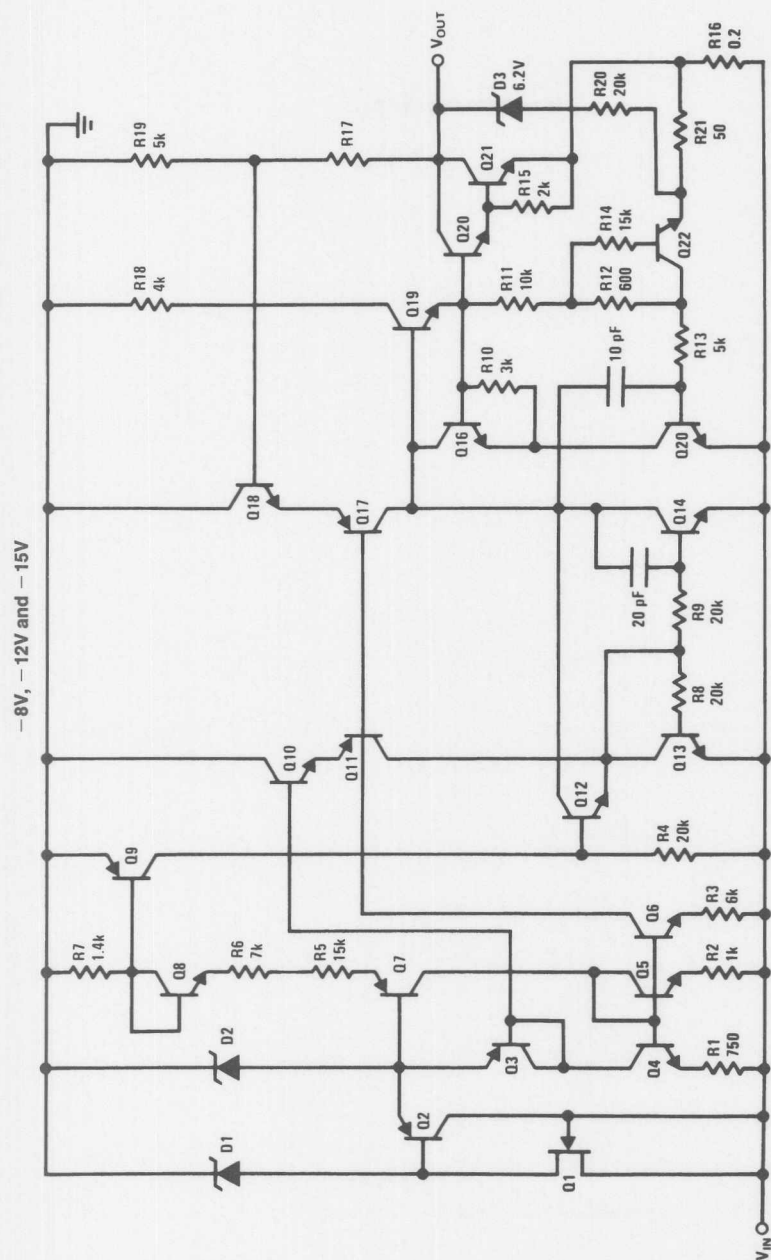 −8V, −12V and −15V
D1
Q2
Q1
VIN
D2
Q3
Q4
R1
750
R7
1.4k
Q8
R6
7k
R5
15k
Q7
Q5
R2
1k
Q6
R3
6k
Q9
R4
20k
Q10
Q11
Q12
Q13
R8
20k
R9
20k
20 pF
Q14
Q18
Q17
Q16
R10
3k
10 pF
Q20
R13
5k
R18
4k
Q19
R11
10k
R12
600
R14
15k
Q22
R19
5k
R17
Q20
Q21
R15
2k
VOUT
D3
6.2V
R20
20k
R21
50
R16
0.2